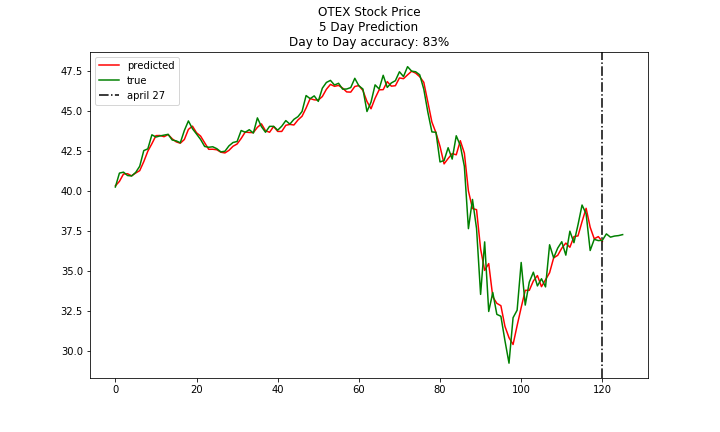 OTEX Stock Price
5 Day Prediction
Day to Day accuracy: 83%
predicted
true
april 27
47.5
45.0
42.5
40.0
37.5
35.0
32.5
30.0
0 20 40 60 80 100 120